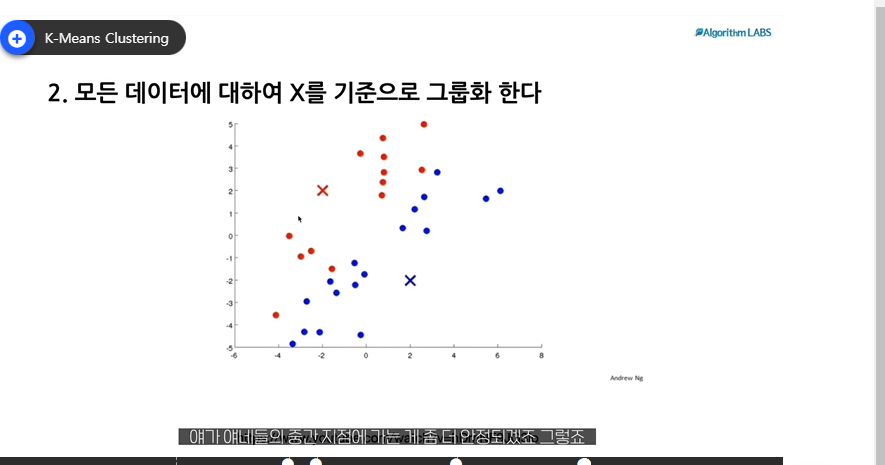 K-Means Clustering
Algorithm LABS
2. 모든 데이터에 대하여 X를 기준으로 그룹화 한다
5
4
3
2
1
0
-1
-2
-3
-4
-5
-6 -4 -2 0 2 4 6 8
Andrew Ng
얘가 얘네들의 중간 지점에 가는 게 좀 더 안정되겠죠 그렇죠